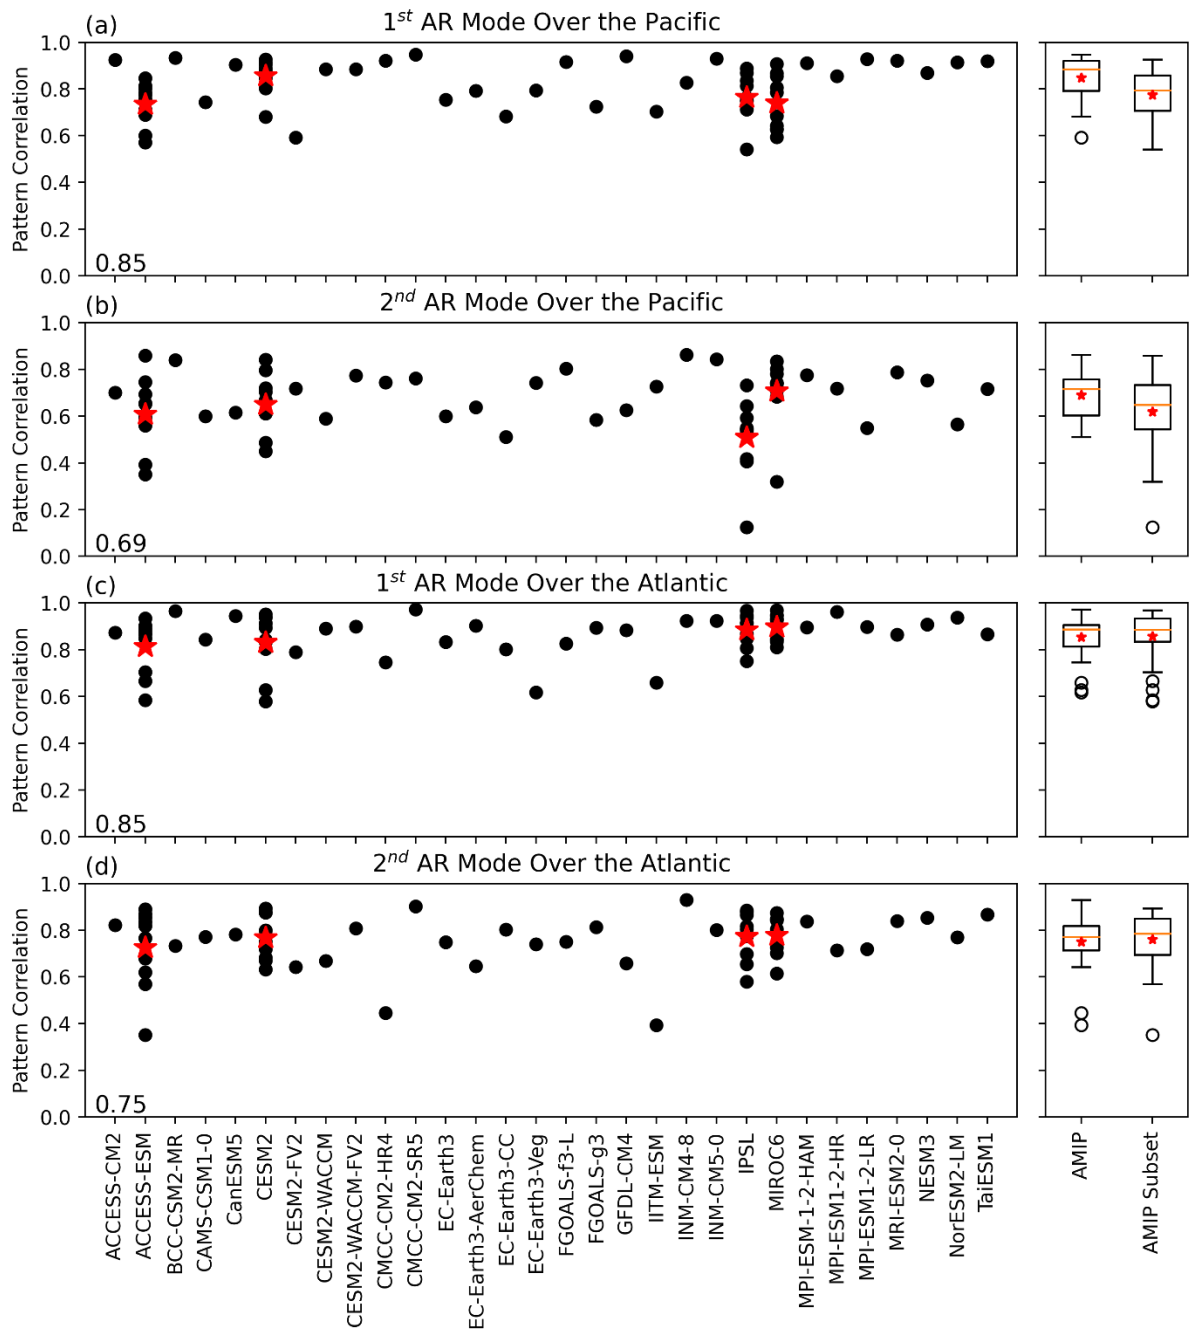 (a) 1st AR Mode Over the Pacific
Pattern Correlation
1.0
0.8
0.6
0.4
0.2
0.0
0.85
(b) 2nd AR Mode Over the Pacific
Pattern Correlation
1.0
0.8
0.6
0.4
0.2
0.0
0.69
(c) 1st AR Mode Over the Atlantic
Pattern Correlation
1.0
0.8
0.6
0.4
0.2
0.0
0.85
(d) 2nd AR Mode Over the Atlantic
Pattern Correlation
1.0
0.8
0.6
0.4
0.2
0.0
0.75
ACCESS-CM2
ACCESS-ESM
BCC-CSM2-MR
CAMS-CSM1-0
CanESM5
CESM2
CESM2-FV2
CESM2-WACCM
CESM2-WACCM-FV2
CMCC-CM2-HR4
CMCC-CM2-SR5
EC-Earth3
EC-Earth3-AerChem
EC-Earth3-CC
EC-Earth3-Veg
FGOALS-f3-L
FGOALS-g3
GFDL-CM4
IITM-ESM
INM-CM4-8
INM-CM5-0
IPSL
MIROC6
MPI-ESM-1-2-HAM
MPI-ESM1-2-HR
MPI-ESM1-2-LR
MRI-ESM2-0
NESM3
NorESM2-LM
TaiESM1
AMIP
AMIP Subset